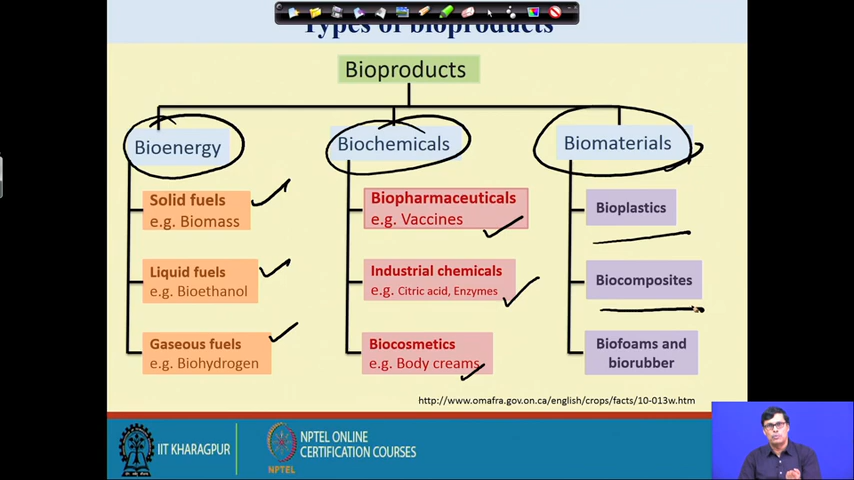 Types of bioproducts
Bioproducts
Bioenergy
Biochemicals
Biomaterials
Solid fuels
e.g. Biomass
Liquid fuels
e.g. Bioethanol
Gaseous fuels
e.g. Biohydrogen
Biopharmaceuticals
e.g. Vaccines
Industrial chemicals
e.g. Citric acid, Enzymes
Biocosmetics
e.g. Body creams
Bioplastics
Biocomposites
Biofoams and
biorubber
http://www.omafra.gov.on.ca/english/crops/facts/10-013w.htm
IIT KHARAGPUR
NPTEL
NPTEL ONLINE
CERTIFICATION COURSES